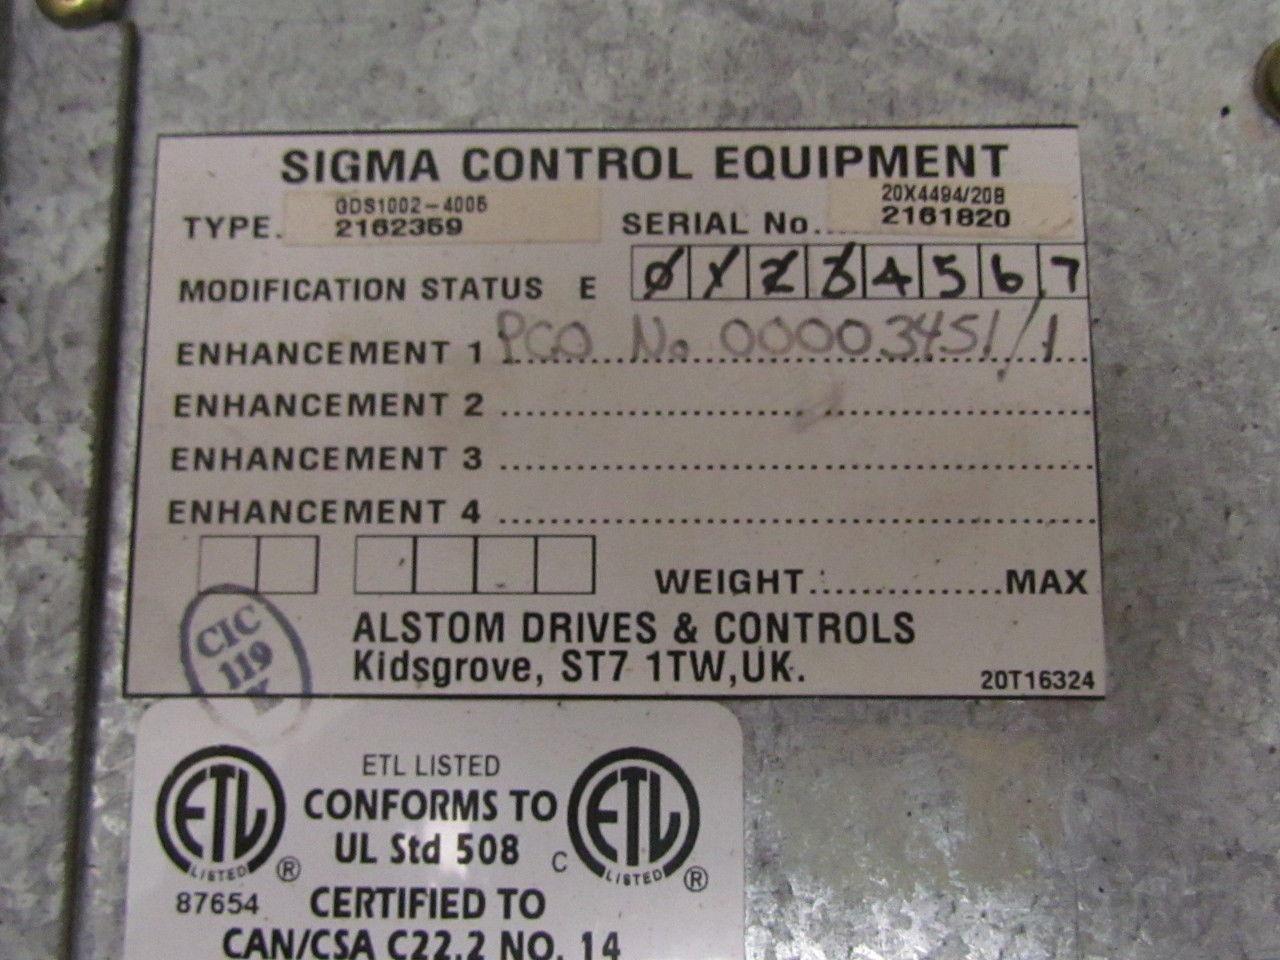 SIGMA CONTROL EQUIPMENT
TYPE. GDS1002-4005
2162359
SERIAL No.. 20X4494/20B
2161820
MODIFICATION STATUS E 0 1 2 3 4 5 6 7
ENHANCEMENT 1 PCO No 00003451/1
ENHANCEMENT 2
ENHANCEMENT 3
ENHANCEMENT 4
WEIGHT MAX
ALSTOM DRIVES & CONTROLS
Kidsgrove, ST7 1TW,UK.
20T16324
CIC
119
ETL LISTED
CONFORMS TO
UL Std 508
CERTIFIED TO
CAN/CSA C22.2 NO. 14
ETL
LISTED
®
87654
C
ETL
LISTED
®